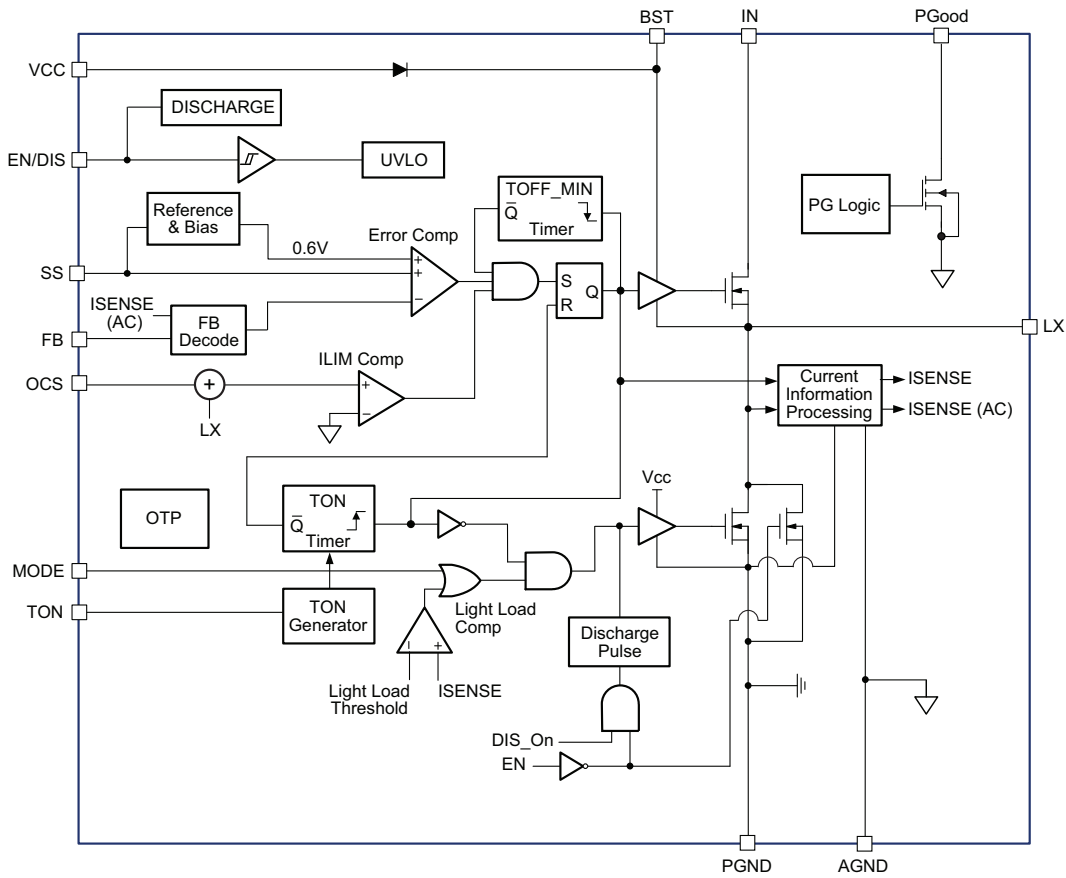 BST
IN
PGood
VCC
DISCHARGE
EN/DIS
UVLO
TOFF_MIN
Q̅
Timer
PG Logic
Reference
& Bias
Error Comp
0.6V
SS
S
Q
R
ISENSE
(AC)
FB
Decode
FB
LX
ILIM Comp
OCS
+
LX
Current
Information
Processing
ISENSE
ISENSE (AC)
Vcc
OTP
TON
Q̅
Timer
MODE
TON
TON
Generator
Light Load
Comp
Discharge
Pulse
Light Load
Threshold
ISENSE
DIS_On
EN
PGND
AGND